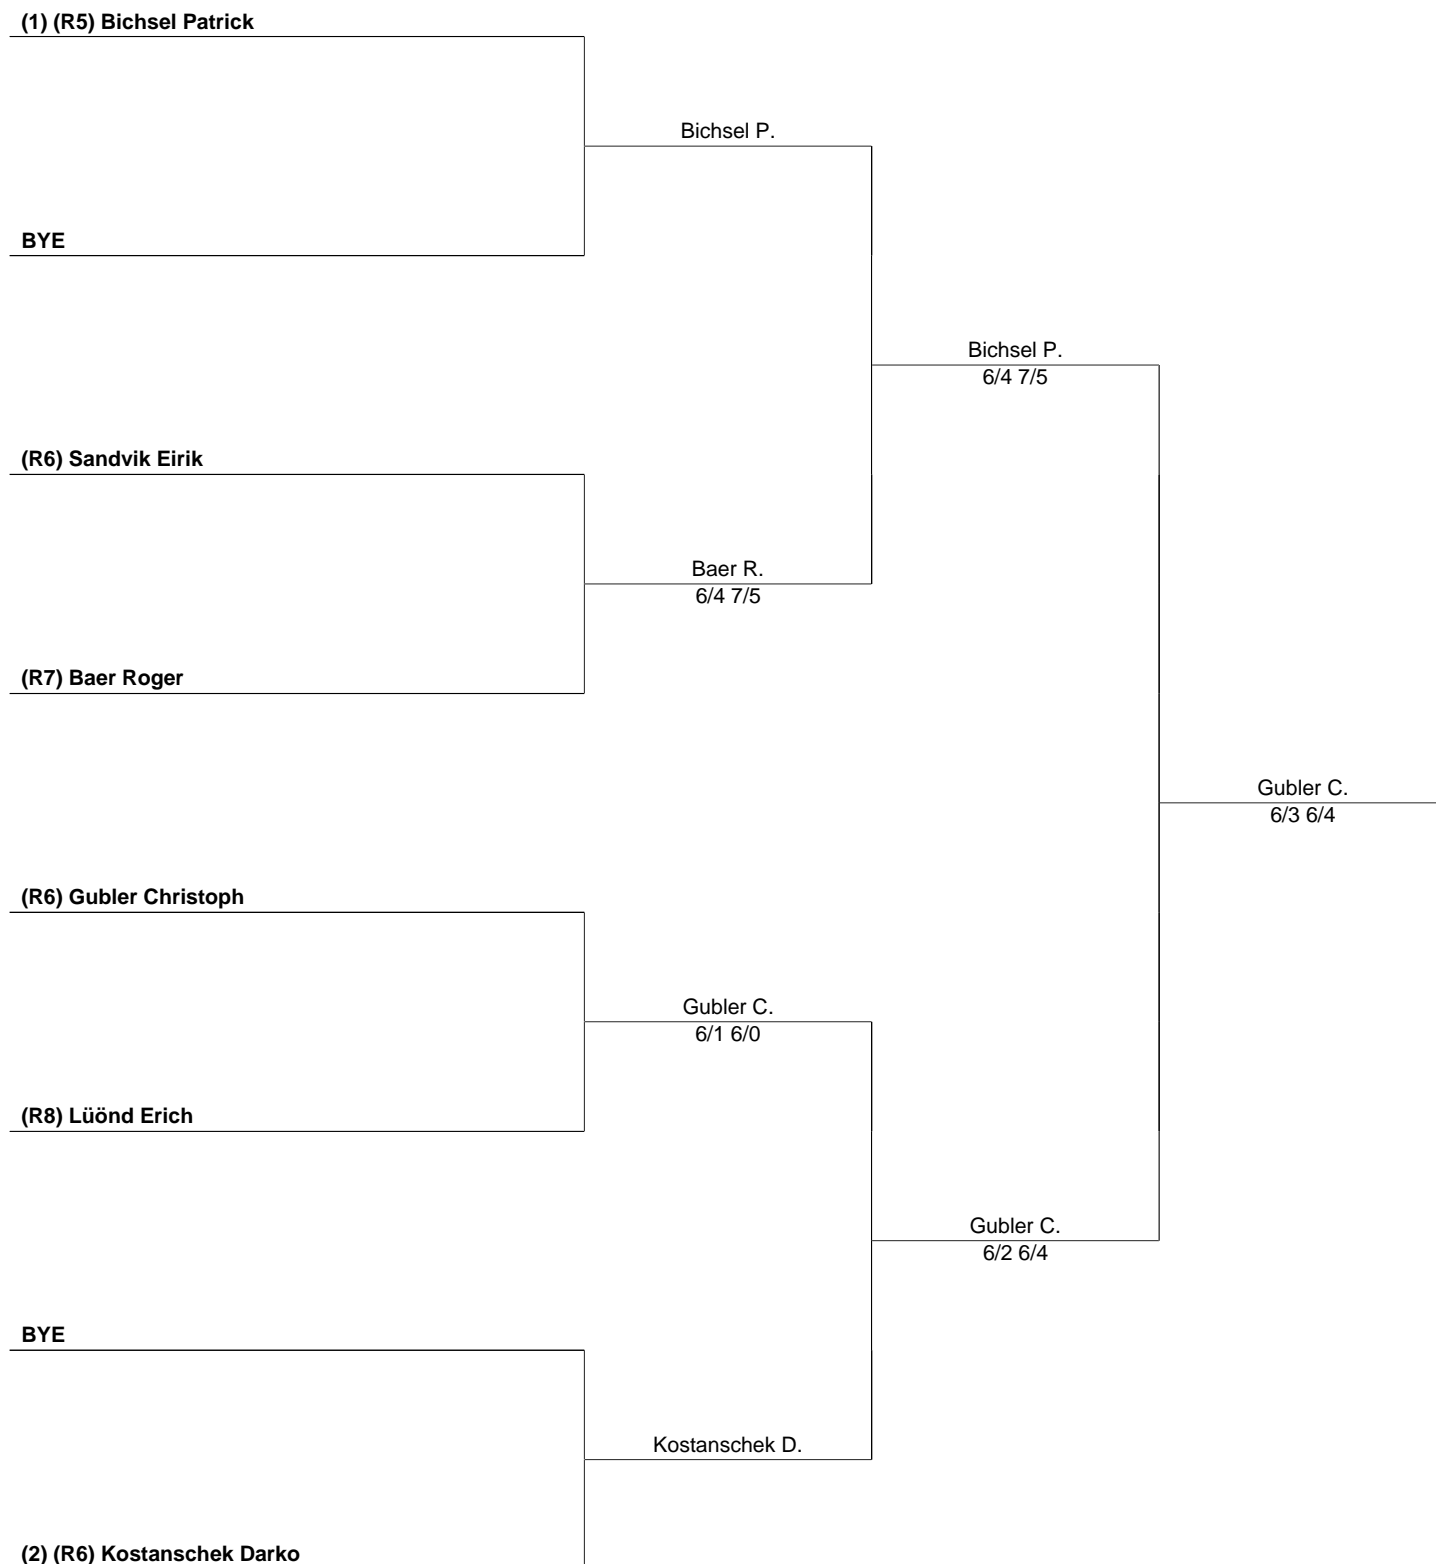 (1) (R5) Bichsel Patrick
Bichsel P.
BYE
Bichsel P.
6/4 7/5
(R6) Sandvik Eirik
Baer R.
6/4 7/5
(R7) Baer Roger
Gubler C.
6/3 6/4
(R6) Gubler Christoph
Gubler C.
6/1 6/0
(R8) Lüönd Erich
Gubler C.
6/2 6/4
BYE
Kostanschek D.
(2) (R6) Kostanschek Darko